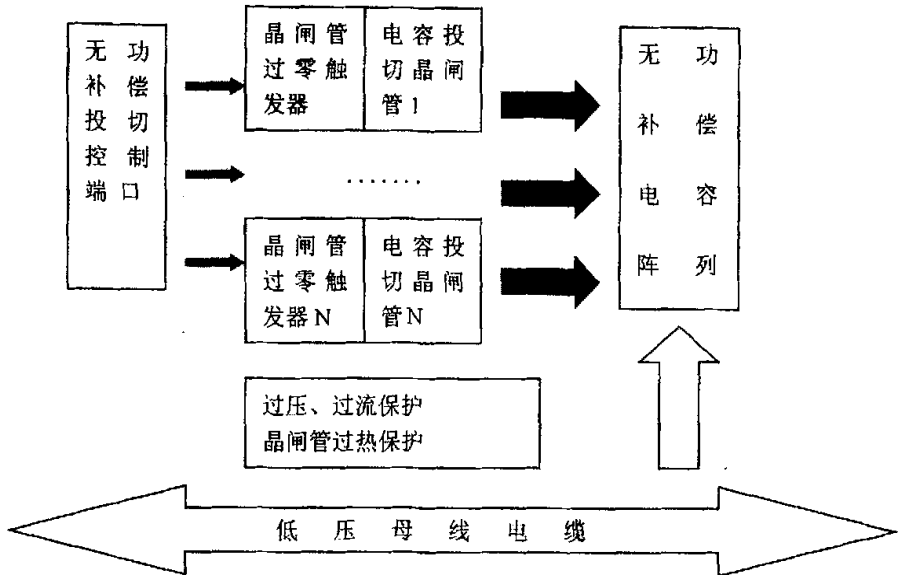 无功
补偿
投切
控制
端口
晶闸管
过零触
发器
电容投
切晶闸
管1
.......
晶闸管
过零触
发器N
电容投
切晶闸
管N
无功
补偿
电容
阵列
过压、过流保护
晶闸管过热保护
低压母线电缆